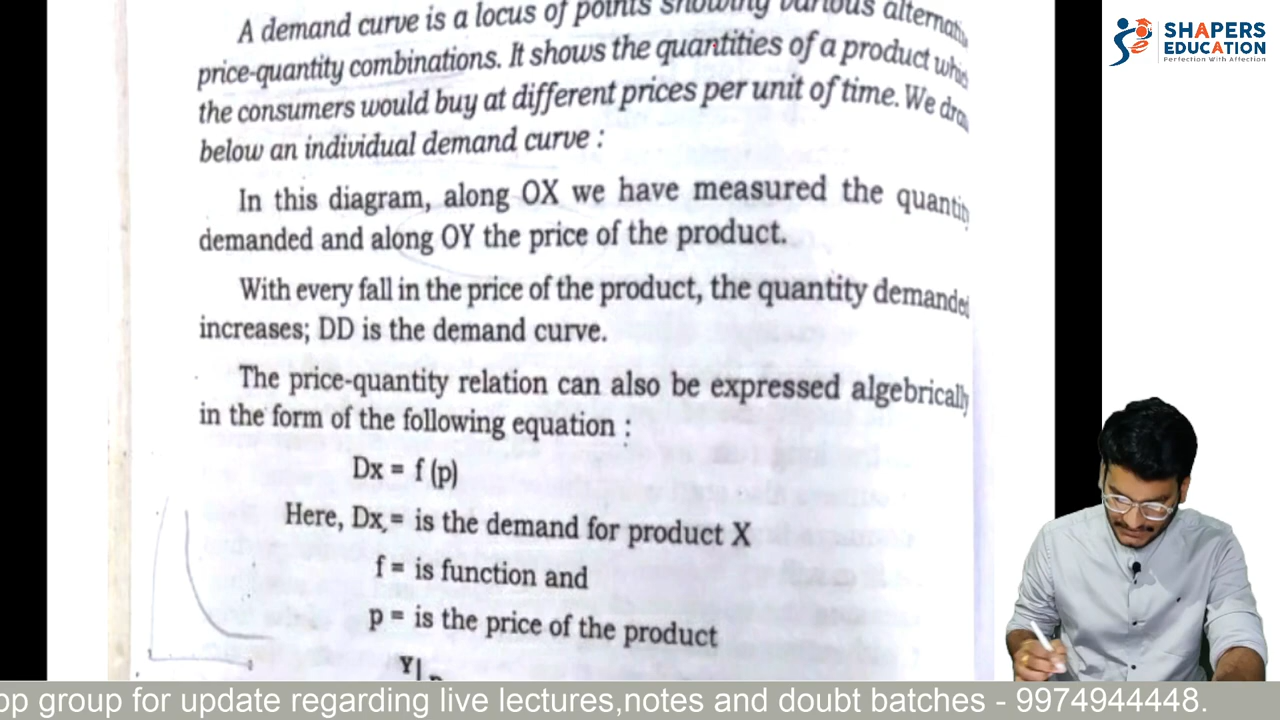 A demand curve is a locus of points showing various
price-quantity combinations. It shows the quantities of a product
the consumers would buy at different prices per unit of time. We
below an individual demand curve :
In this diagram, along OX we have measured the
demanded and along OY the price of the product.
With every fall in the price of the product, the quantity demanded
increases; DD is the demand curve.
The price-quantity relation can also be expressed algebrically
in the form of the following equation :
Dx = f (p)
Here, Dx = is the demand for product X
f = is function and
p = is the price of the product
Y
SHAPERS
EDUCATION
Perfection With Affection
op group for update regarding live lectures,notes and doubt batches - 9974944448.